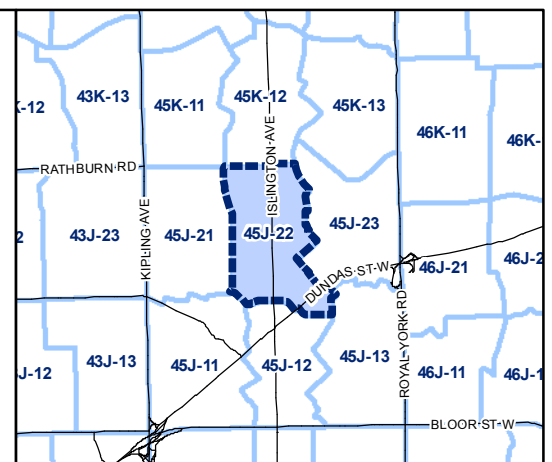 43K-13
45K-11
45K-12
45K-13
K-12
46K-11
46K-
RATHBURN RD
ISLINGTON AVE
KIPLING AVE
2
43J-23
45J-21
45J-22
45J-23
46J-21
46J-2
DUNDAS ST W
ROYAL YORK RD
J-12
43J-13
45J-11
45J-12
45J-13
46J-11
46J-1
BLOOR ST W